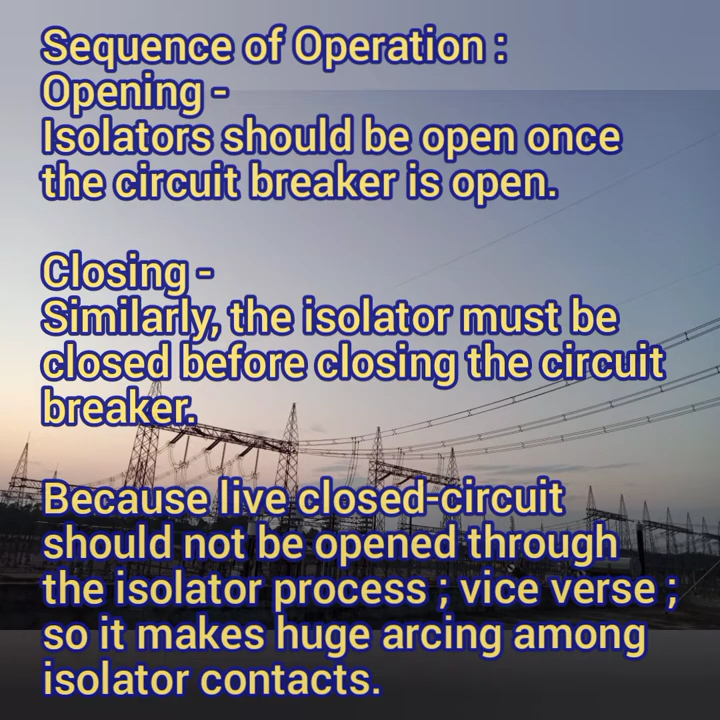 Sequence of Operation :
Opening -
Isolators should be open once
the circuit breaker is open.
Closing -
Similarly, the isolator must be
closed before closing the circuit
breaker.
Because live closed-circuit
should not be opened through
the isolator process ; vice verse ;
so it makes huge arcing among
isolator contacts.